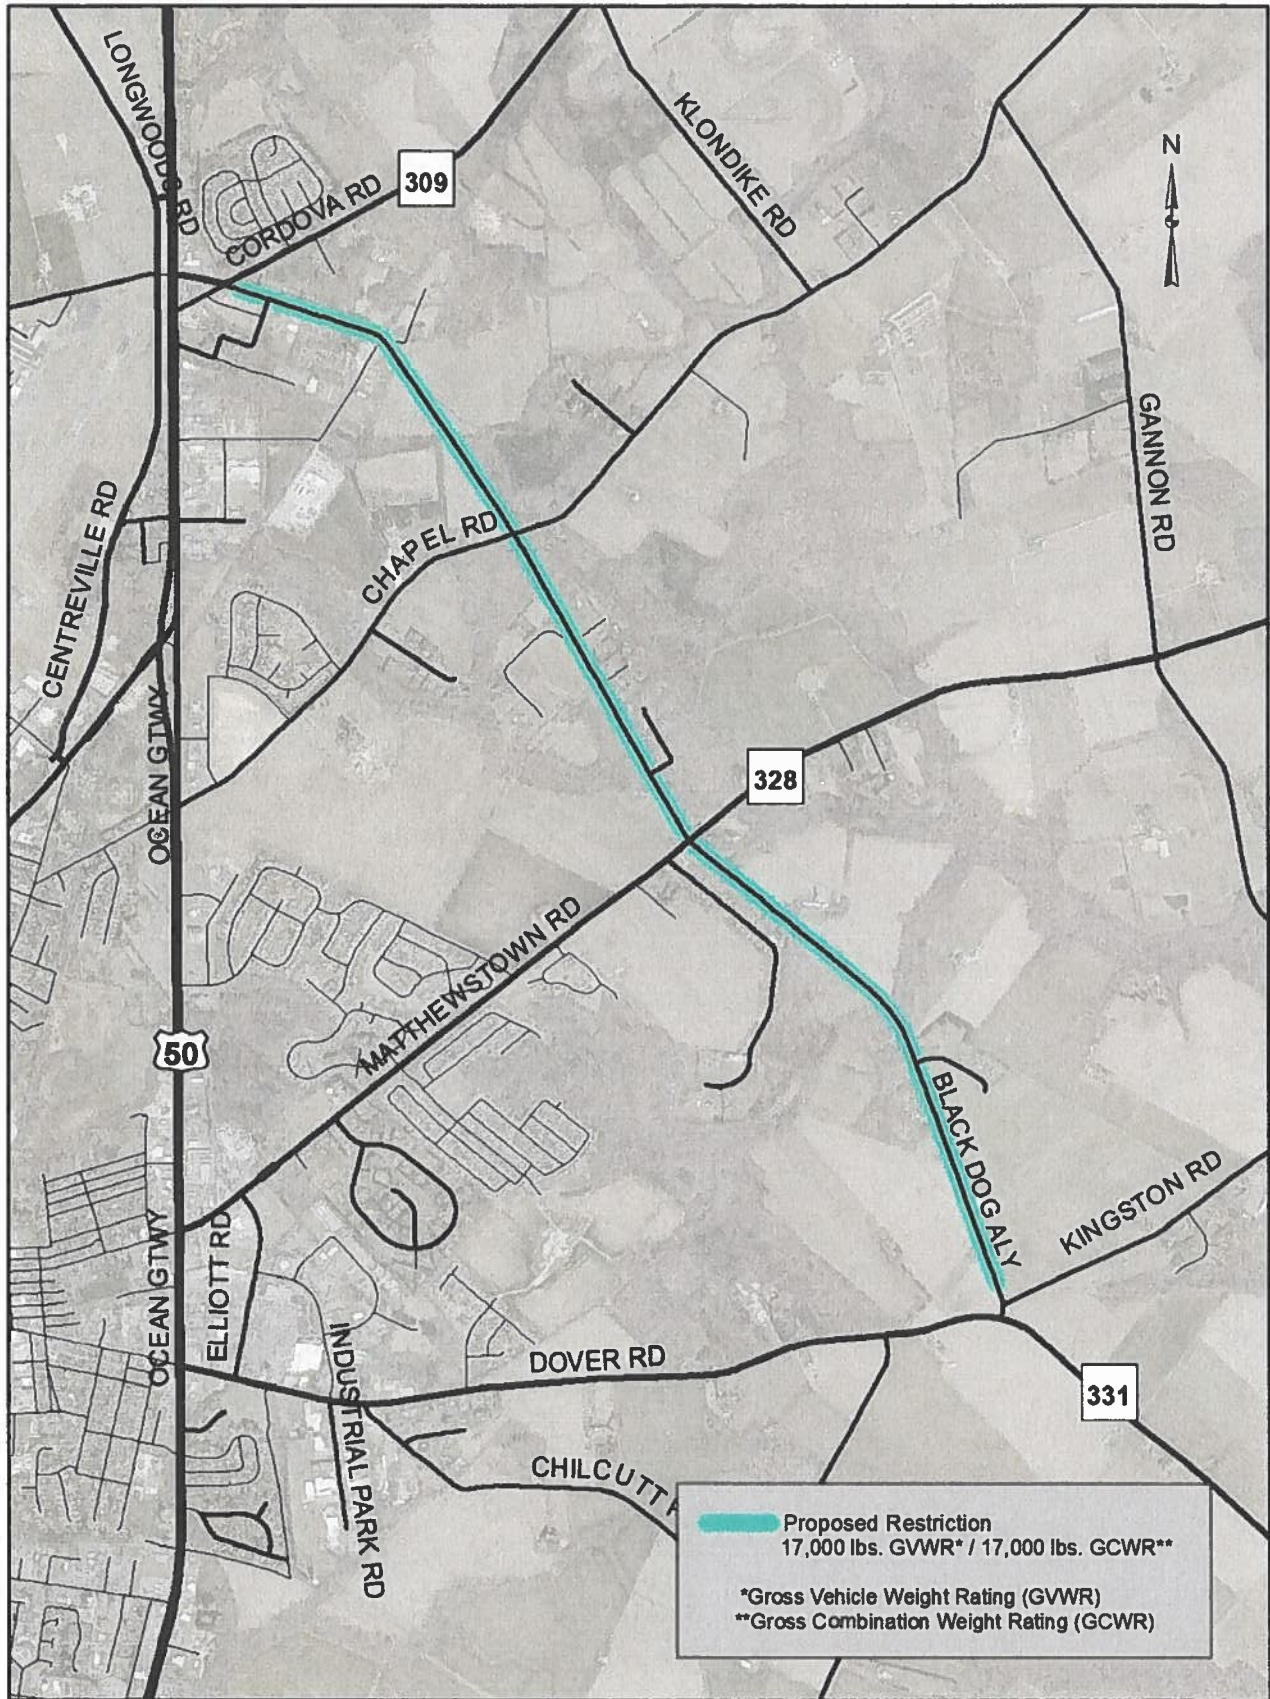 LONGWOODS RD
KLONDIKE RD
N
309
CORDOVA RD
GANNON RD
CENTREVILLE RD
CHAPEL RD
OCEAN GTWY
328
MATTHEWSTOWN RD
50
BLACK DOG ALY
KINGSTON RD
OCEAN GTWY
ELLIOTT RD
INDUSTRIAL PARK RD
DOVER RD
331
CHILCUTT
Proposed Restriction
17,000 lbs. GVWR* / 17,000 lbs. GCWR**
*Gross Vehicle Weight Rating (GVWR)
**Gross Combination Weight Rating (GCWR)